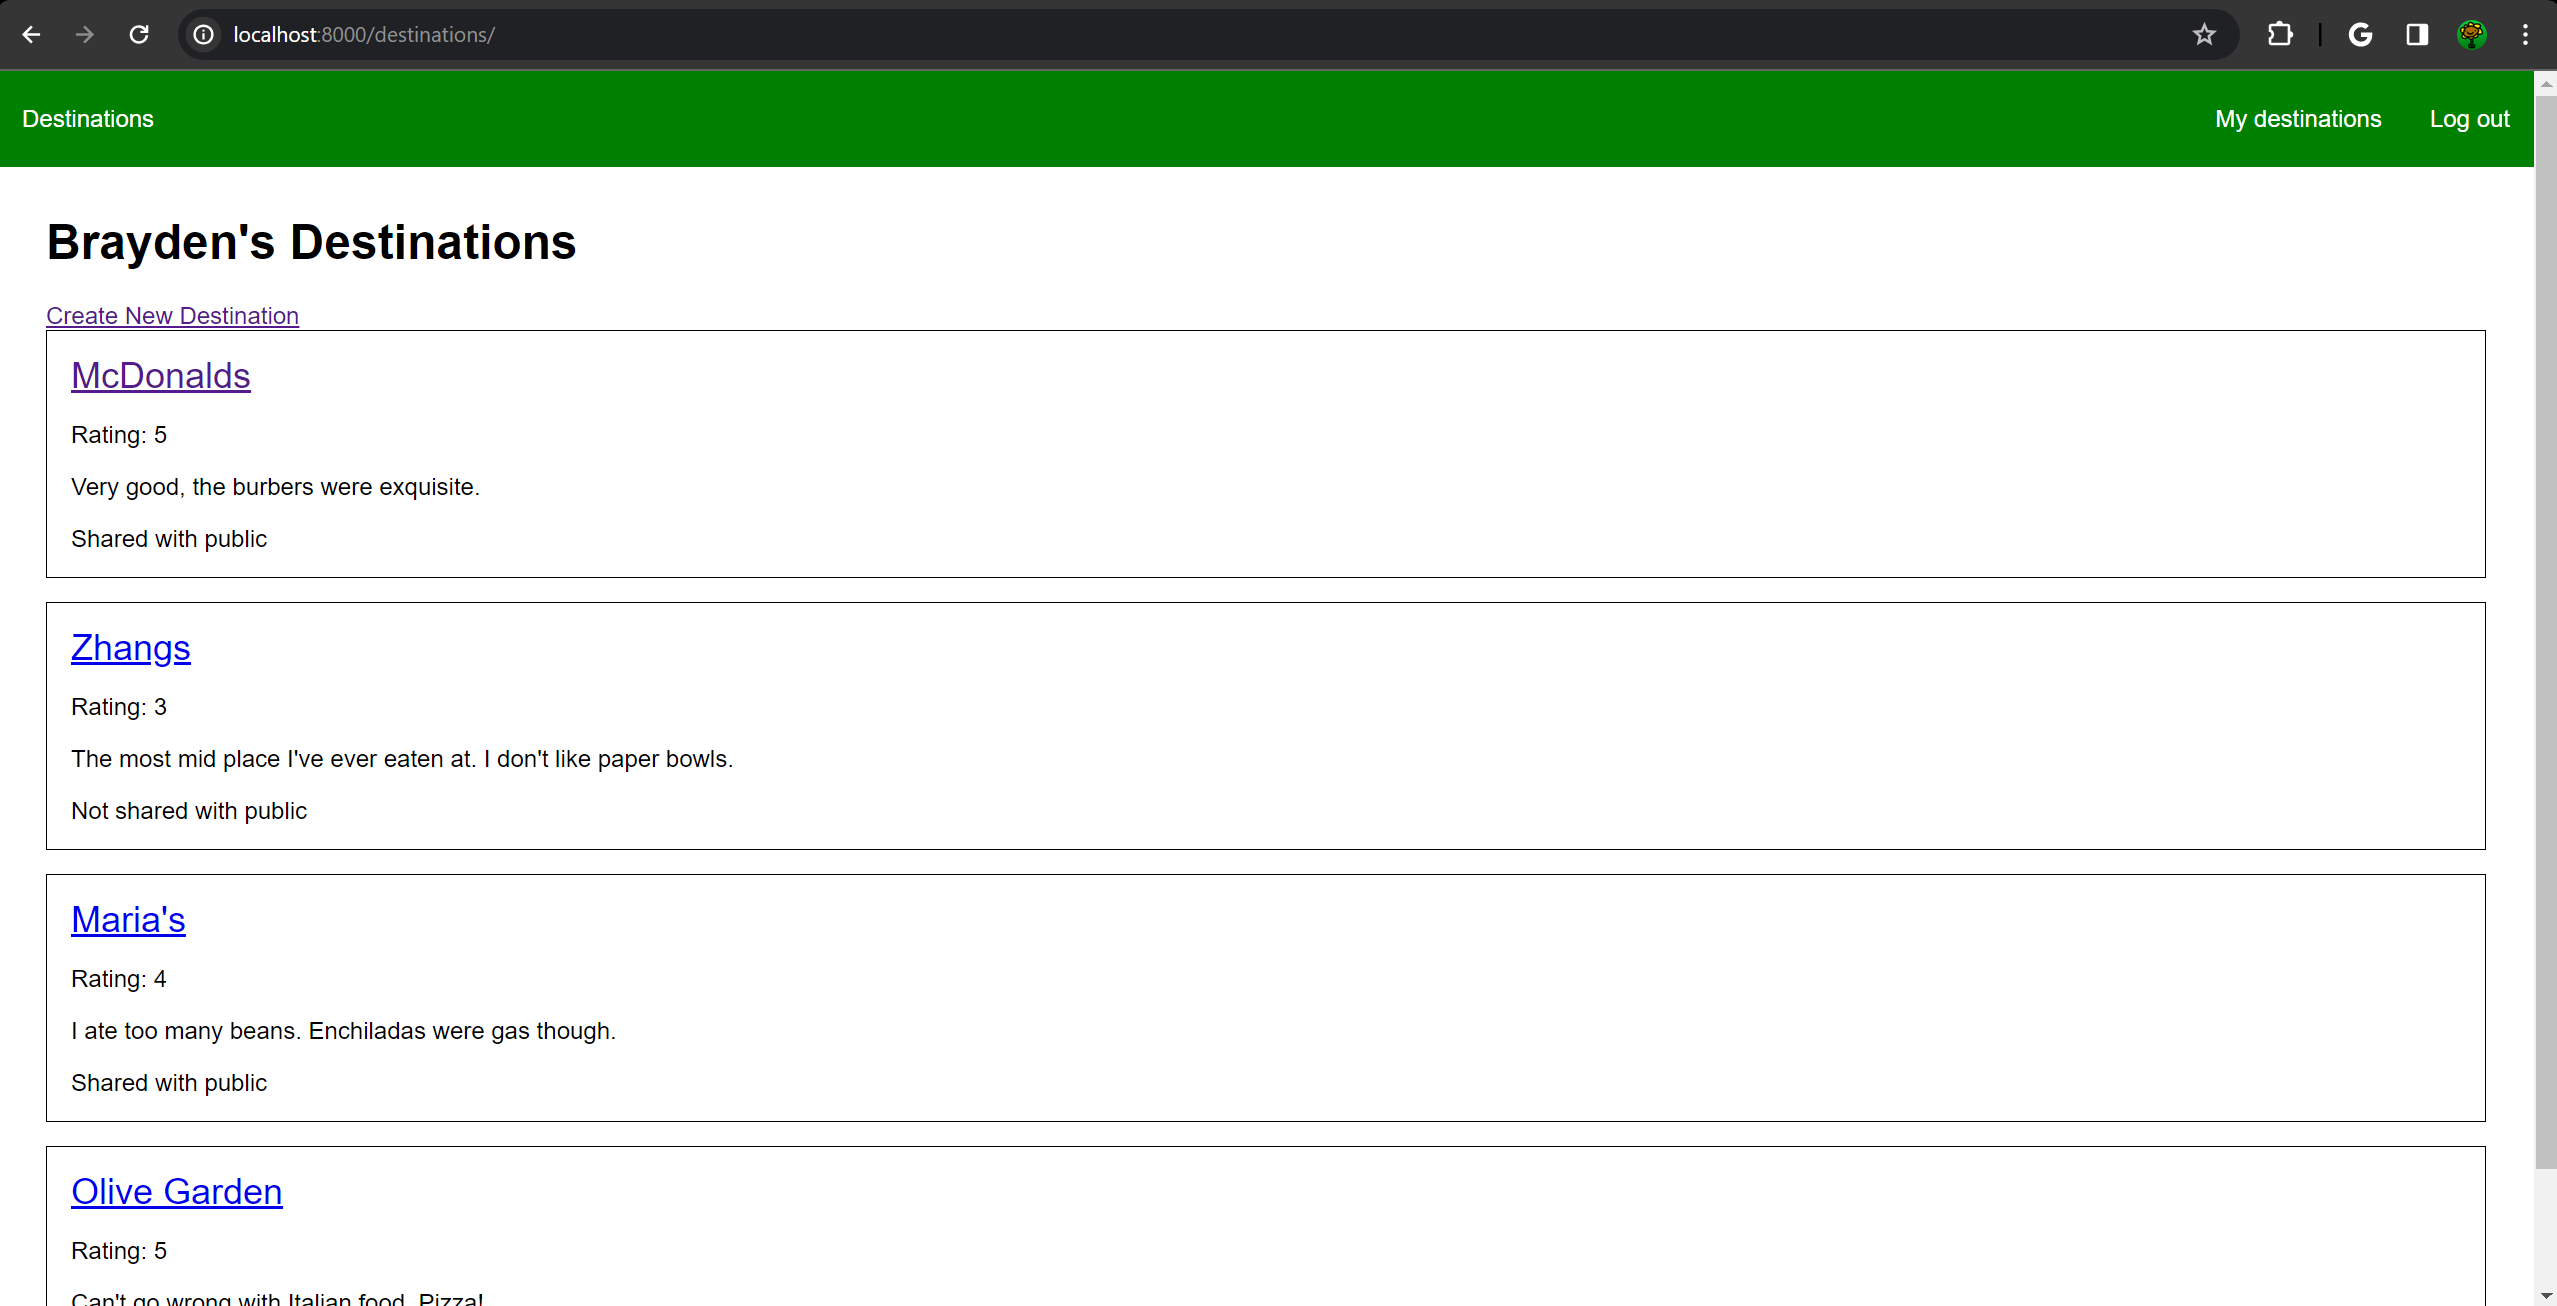 localhost:8000/destinations/
Destinations
My destinations
Log out
Brayden's Destinations
Create New Destination
McDonalds
Rating: 5
Very good, the burbers were exquisite.
Shared with public
Zhangs
Rating: 3
The most mid place I've ever eaten at. I don't like paper bowls.
Not shared with public
Maria's
Rating: 4
I ate too many beans. Enchiladas were gas though.
Shared with public
Olive Garden
Rating: 5
Can't go wrong with Italian food. Pizza!